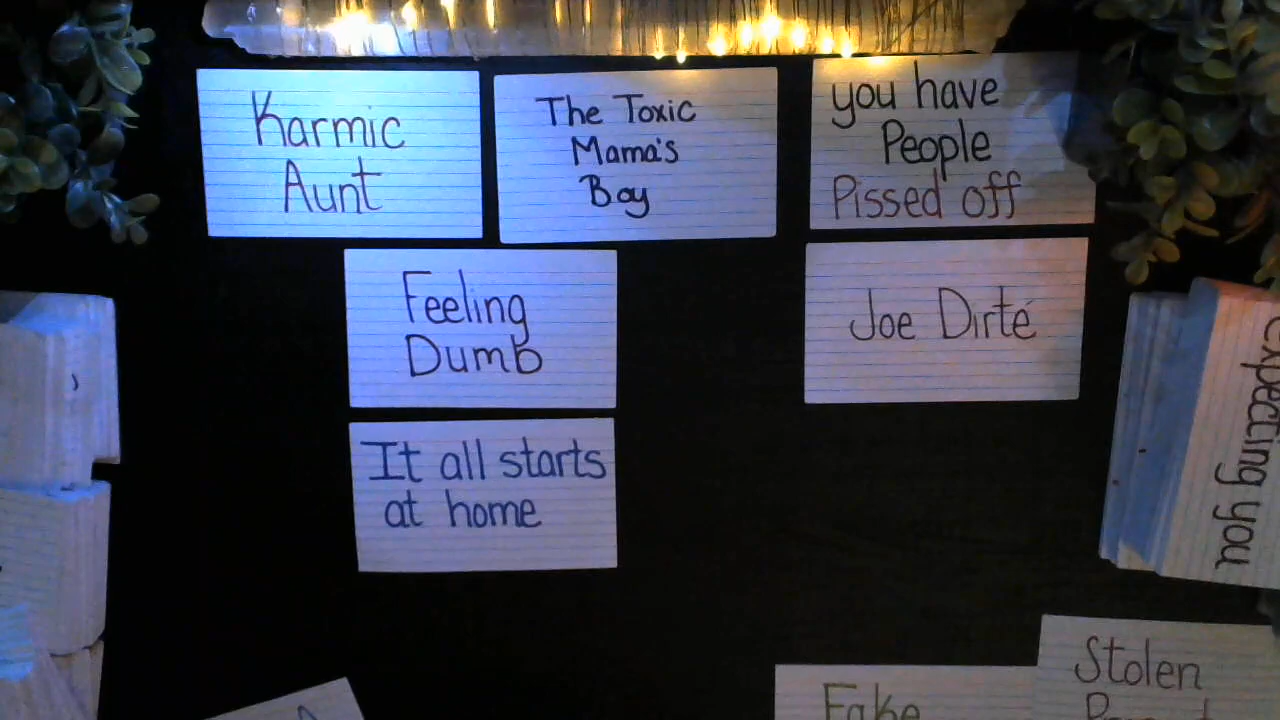 Karmic
Aunt
The Toxic
Mama's
Boy
you have
People
Pissed off
Feeling
Dumb
Joe Dirté
It all starts
at home
expecting you
Stolen
Fake